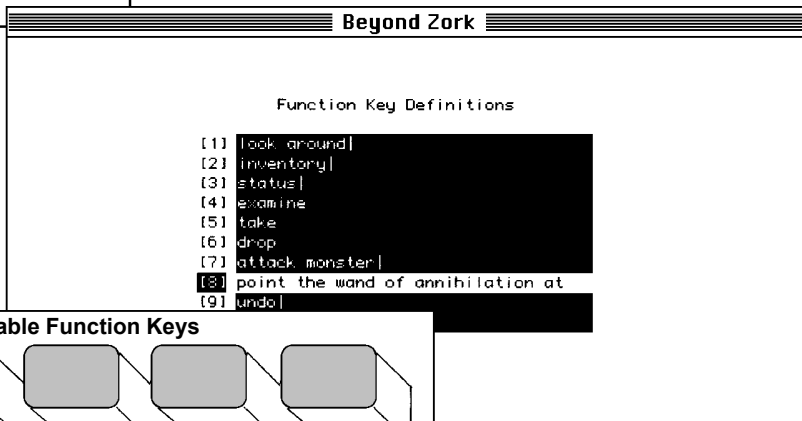 Beyond Zork
Function Key Definitions
[1] look around|
[2] inventory|
[3] status|
[4] examine
[5] take
[6] drop
[7] attack monster|
[8] point the wand of annihilation at
[9] undo|
able Function Keys